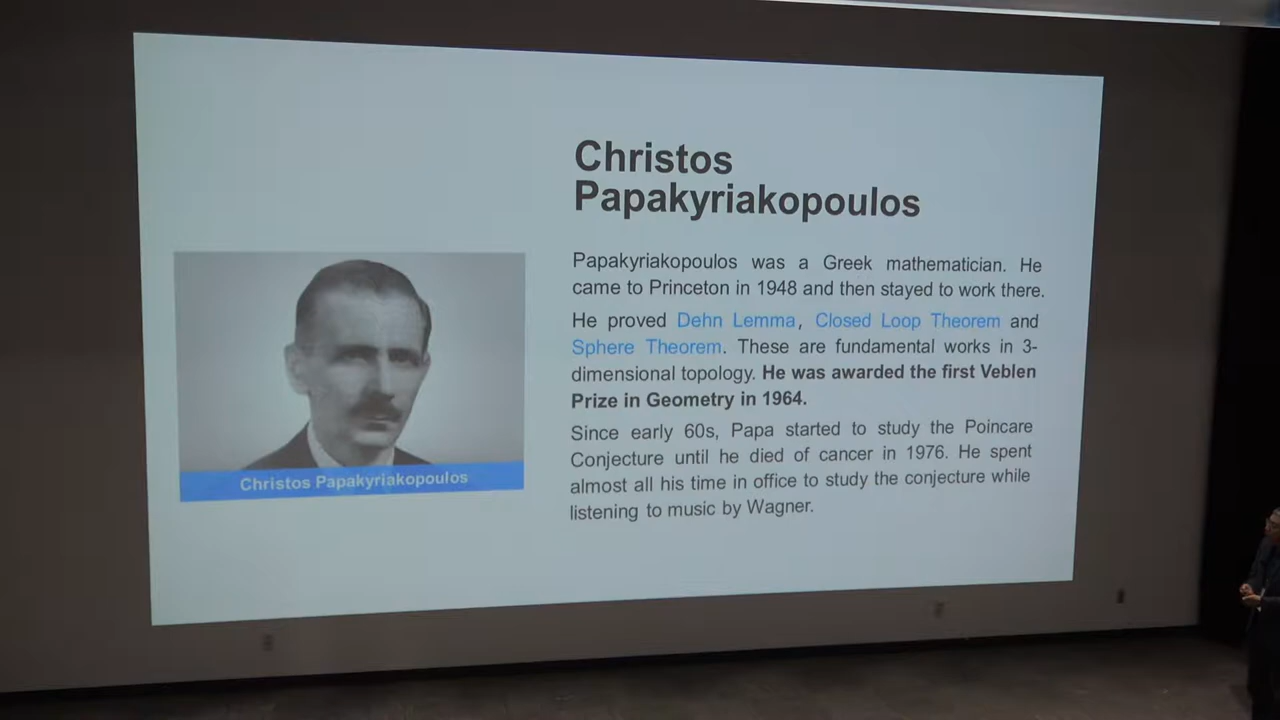 Christos
Papakyriakopoulos
Papakyriakopoulos was a Greek mathematician. He
came to Princeton in 1948 and then stayed to work there.
He proved Dehn Lemma, Closed Loop Theorem and
Sphere Theorem. These are fundamental works in 3-
dimensional topology. He was awarded the first Veblen
Prize in Geometry in 1964.
Since early 60s, Papa started to study the Poincare
Conjecture until he died of cancer in 1976. He spent
almost all his time in office to study the conjecture while
listening to music by Wagner.
Christos Papakyriakopoulos